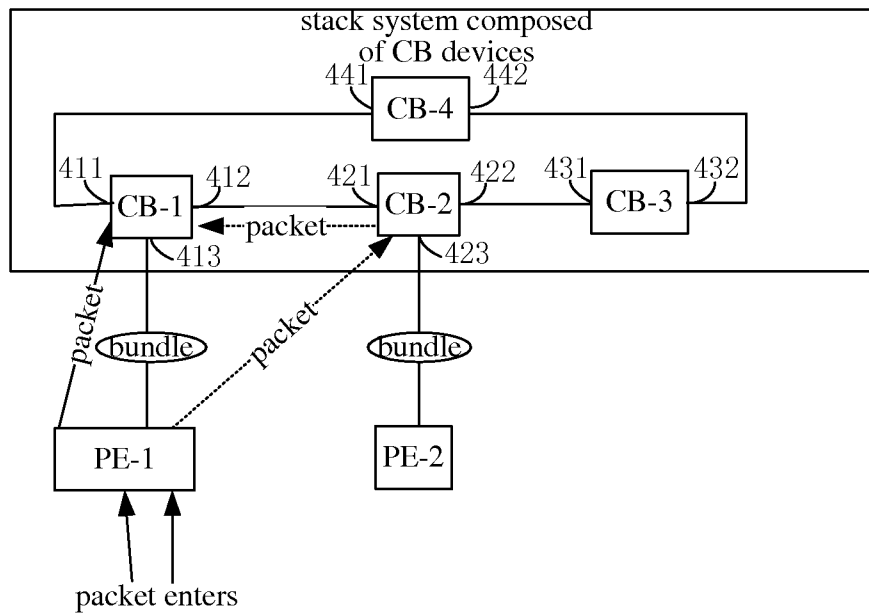 stack system composed
of CB devices
441
442
CB-4
411
412
421
422
431
432
CB-1
CB-2
CB-3
packet
413
423
packet
packet
bundle
bundle
PE-1
PE-2
packet enters